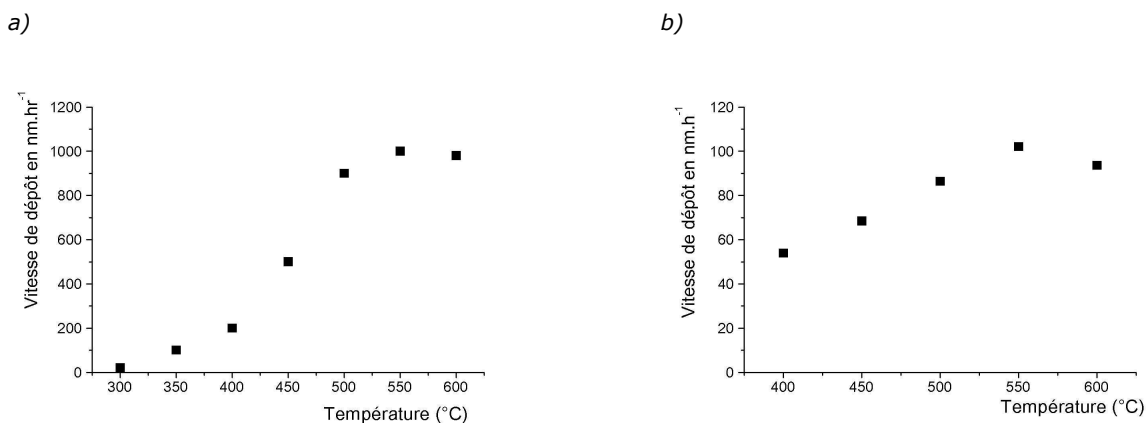 a)
b)
Vitesse de dépôt en nm.hr⁻¹
1200
1000
800
600
400
200
0
300 350 400 450 500 550 600
Température (°C)
Vitesse de dépôt en nm.h⁻¹
120
100
80
60
40
20
0
400 450 500 550 600
Température (°C)